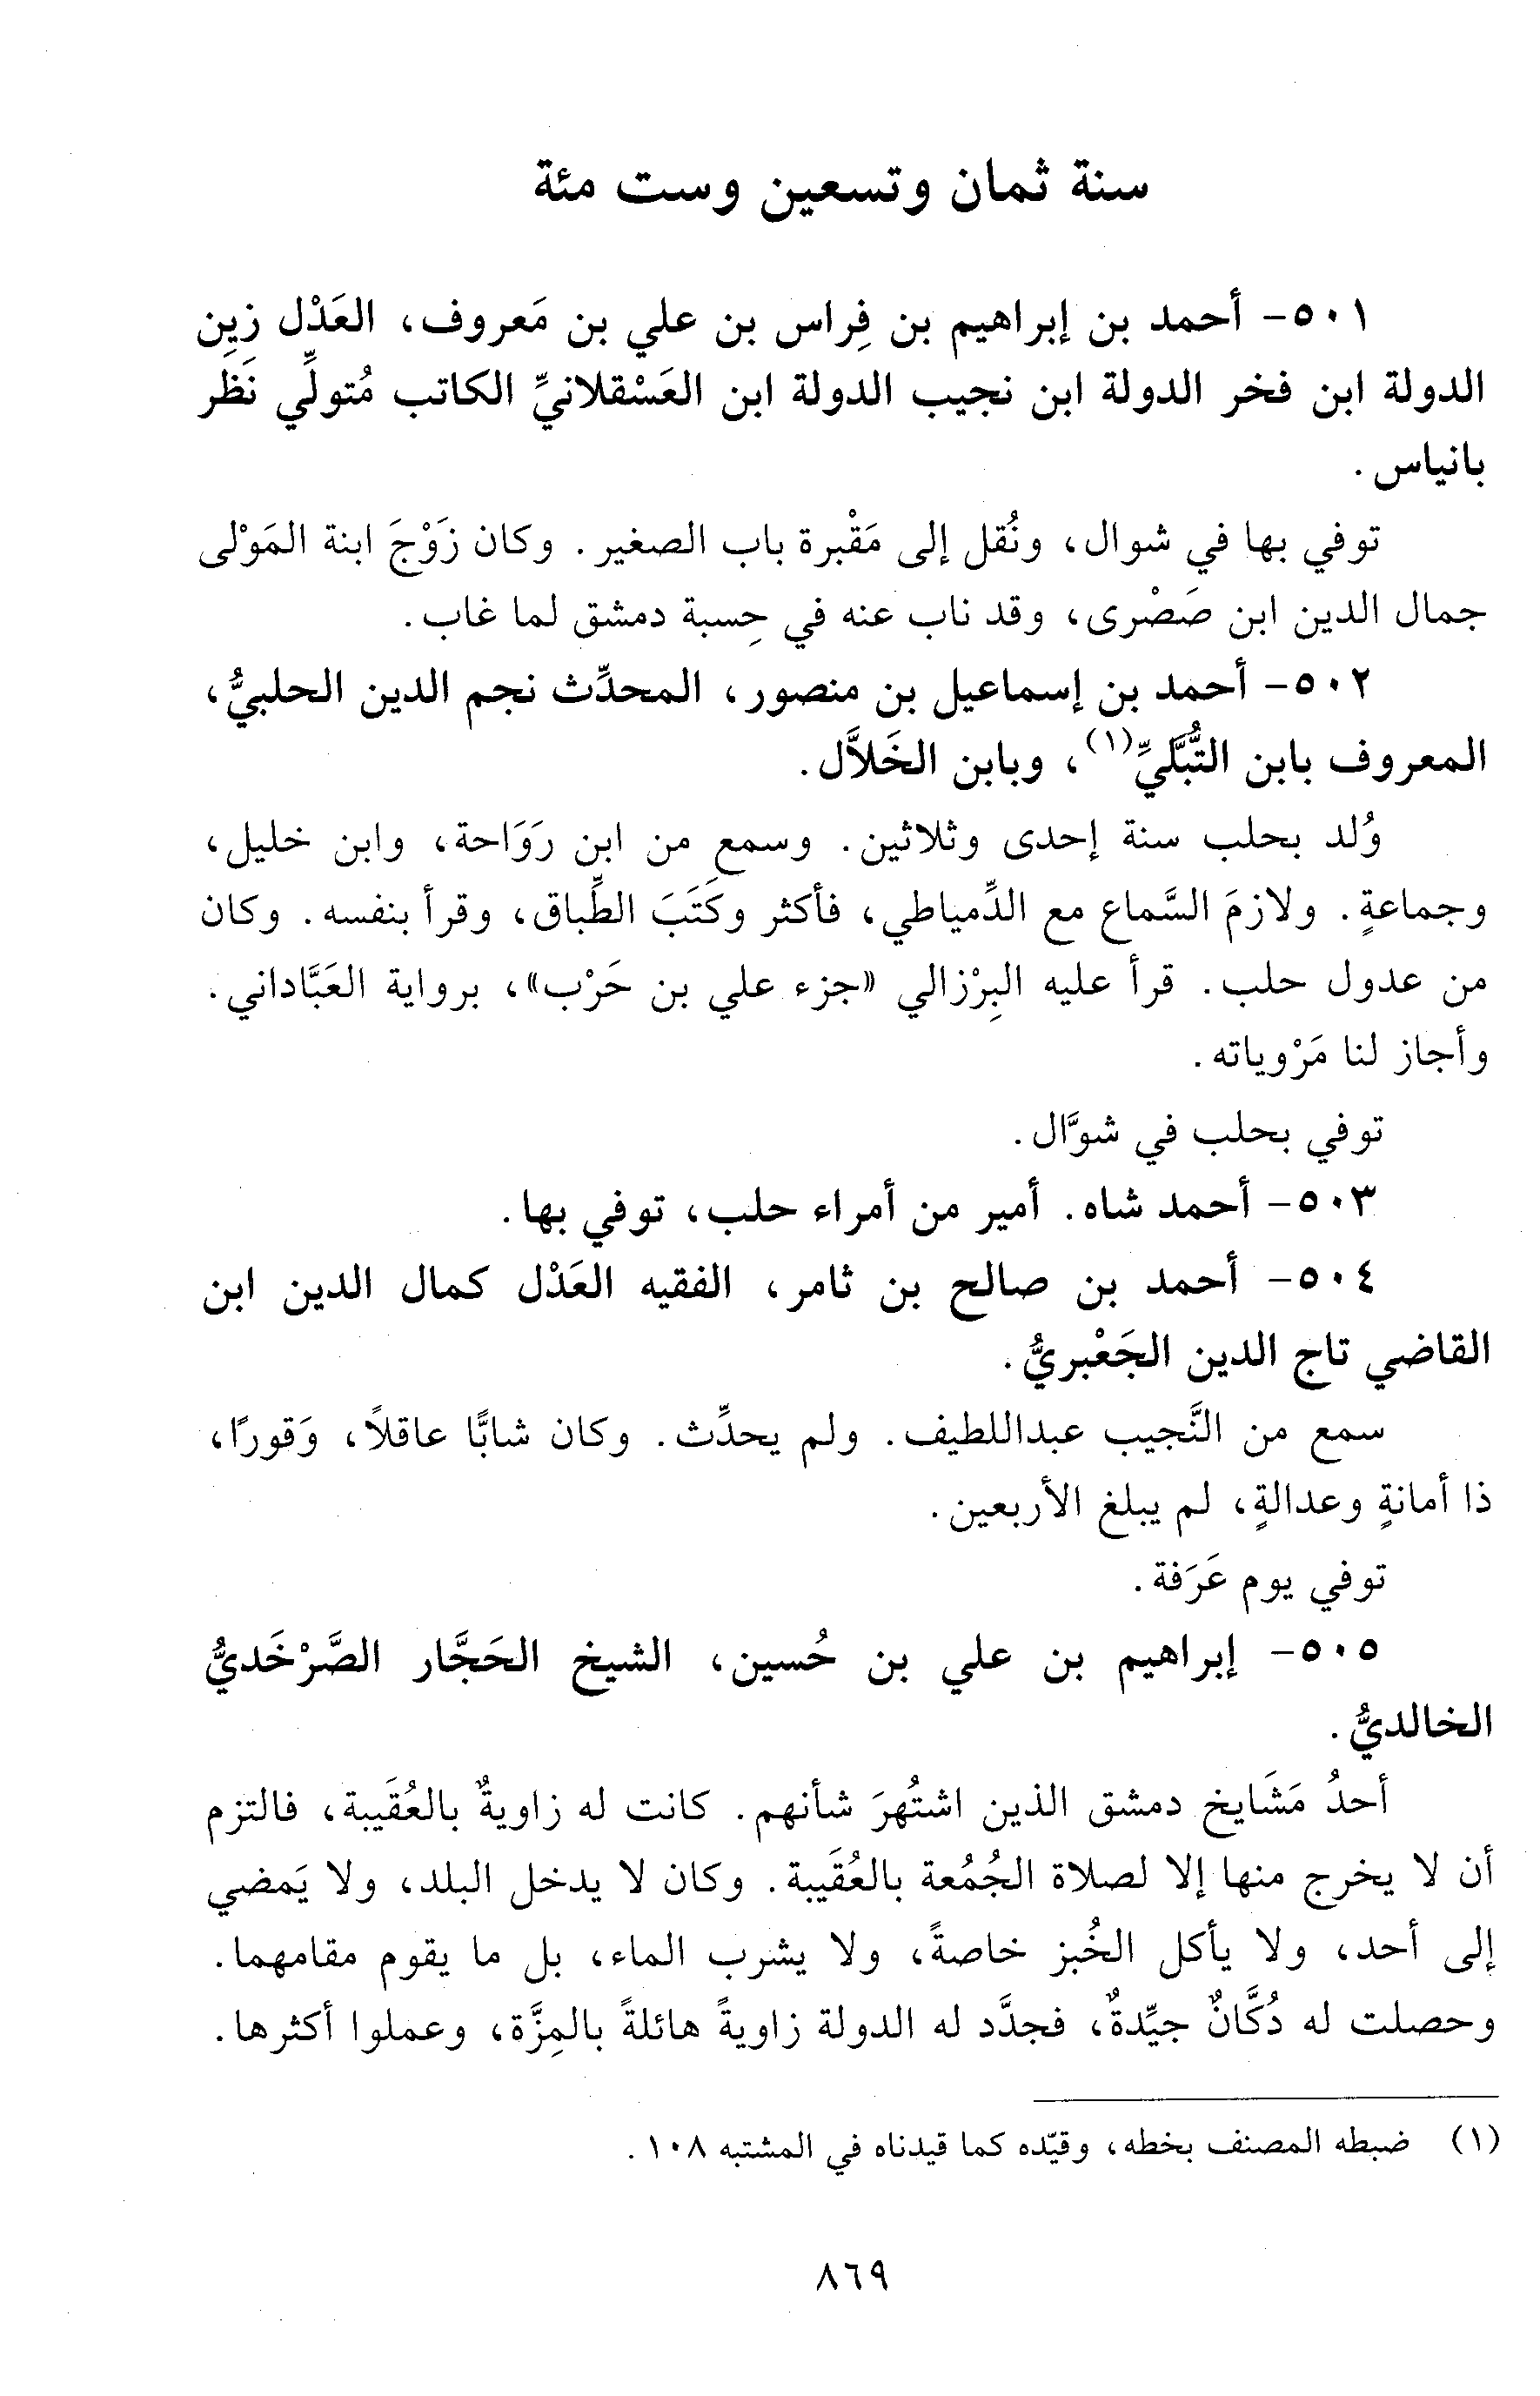 سنة ثمان وتسعين وست مئة
٥٠١- أحمد بن إبراهيم بن فِراس بن علي بن مَعروف، العَدْل زين
الدولة ابن فخر الدولة ابن نجيب الدولة ابن العَسْقلانيِّ الكاتب مُتولِّي نَظَر
بانياس.
توفي بها في شوال، ونُقل إلى مَقْبرة باب الصغير. وكان زَوْجَ ابنة المَوْلى
جمال الدين ابن صَصْرى، وقد ناب عنه في حِسبة دمشق لما غاب.
٥٠٢- أحمد بن إسماعيل بن منصور، المحدِّث نجم الدين الحلبيُّ،
المعروف بابن التُّبَّليِّ(١)، وبابن الخَلاَّل.
وُلد بحلب سنة إحدى وثلاثين. وسمع من ابن رَوَاحة، وابن خليل،
وجماعةٍ. ولازمَ السَّماع مع الدِّمياطي، فأكثر وكَتَبَ الطِّباق، وقرأ بنفسه. وكان
من عدول حلب. قرأ عليه البِرْزالي «جزء علي بن حَرْب»، برواية العَبَّاداني.
وأجاز لنا مَرْوياته.
توفي بحلب في شوَّال.
٥٠٣- أحمد شاه. أمير من أمراء حلب، توفي بها.
٥٠٤- أحمد بن صالح بن ثامر، الفقيه العَدْل كمال الدين ابن
القاضي تاج الدين الجَعْبريُّ.
سمع من النَّجيب عبداللطيف. ولم يحدِّث. وكان شابًّا عاقلاً، وَقورًا،
ذا أمانةٍ وعدالةٍ، لم يبلغ الأربعين.
توفي يوم عَرَفة.
٥٠٥- إبراهيم بن علي بن حُسين، الشيخ الحَجَّار الصَّرْخَديُّ
الخالديُّ.
أحدُ مَشَايخ دمشق الذين اشتُهرَ شأنهم. كانت له زاويةٌ بالعُقَيبة، فالتزم
أن لا يخرج منها إلا لصلاة الجُمُعة بالعُقَيبة. وكان لا يدخل البلد، ولا يَمضي
إلى أحد، ولا يأكل الخُبز خاصةً، ولا يشرب الماء، بل ما يقوم مقامهما.
وحصلت له دُكَّانٌ جيِّدةٌ، فجدَّد له الدولة زاويةً هائلةً بالمِزَّة، وعملوا أكثرها.
(١) ضبطه المصنف بخطه، وقيّده كما قيدناه في المشتبه ١٠٨.
٨٦٩